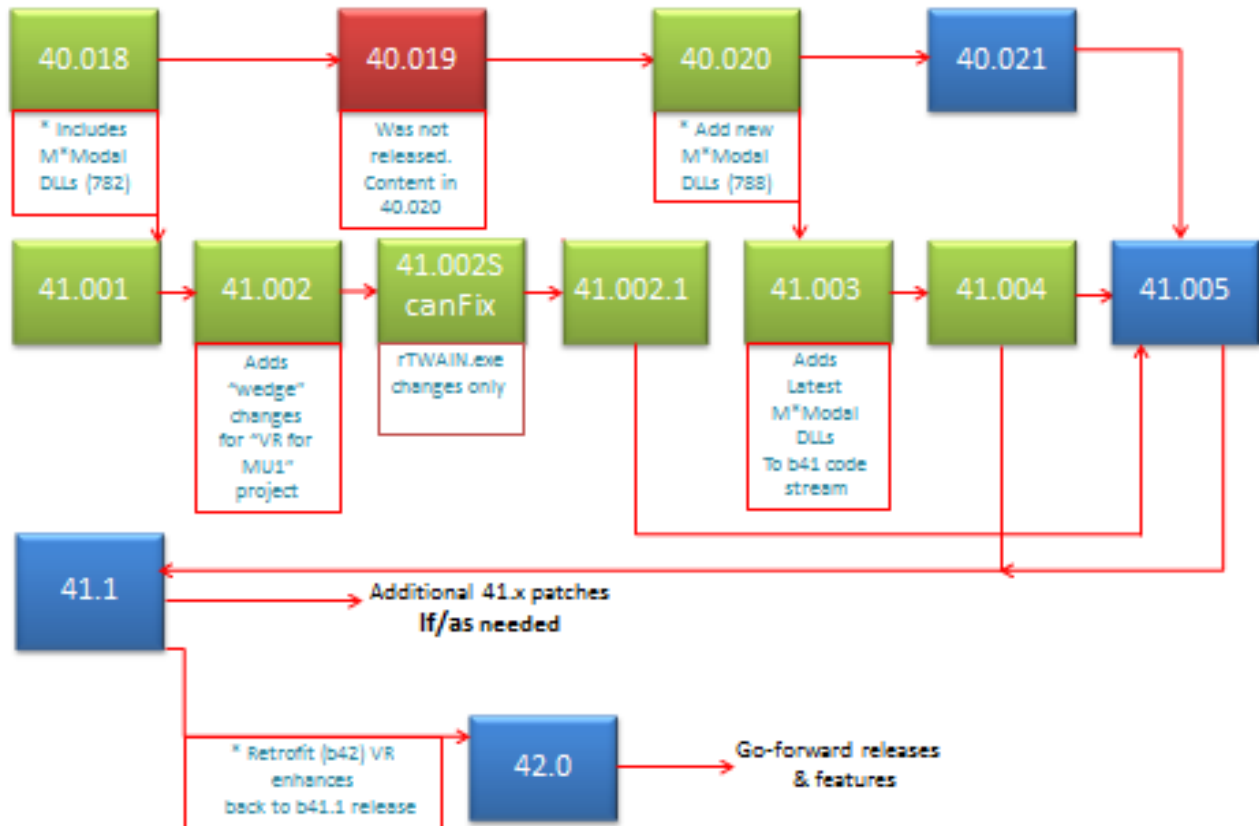 40.018
40.019
40.020
40.021
* Includes
M*Modal
DLLs (782)
Was not
released.
Content in
40.020
* Add new
M*Modal
DLLs (788)
41.001
41.002
41.002S
canFix
41.002.1
41.003
41.004
41.005
Adds
"wedge"
changes
for "VR for
MU1"
project
rTWAIN.exe
changes only
Adds
Latest
M*Modal
DLLs
To b41 code
stream
41.1
Additional 41.x patches
If/as needed
* Retrofit (b42) VR
enhances
back to b41.1 release
42.0
Go-forward releases
& features